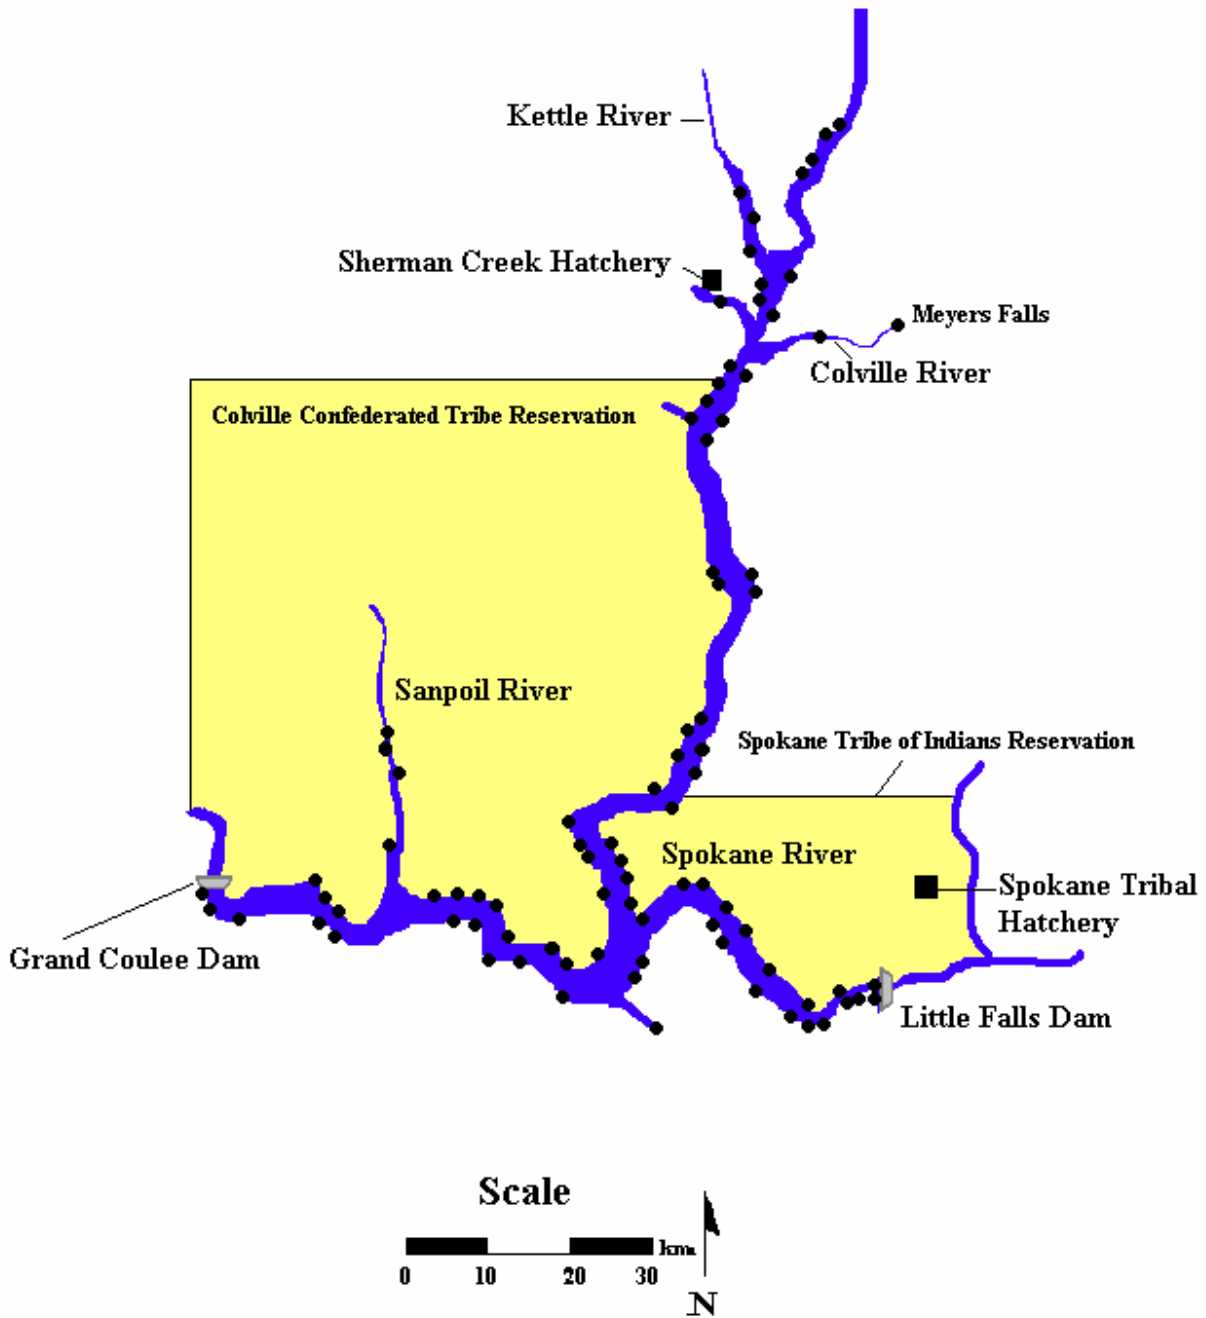 Kettle River
Sherman Creek Hatchery
Meyers Falls
Colville River
Colville Confederated Tribe Reservation
Sanpoil River
Spokane Tribe of Indians Reservation
Spokane River
Spokane Tribal
Hatchery
Grand Coulee Dam
Little Falls Dam
Scale
km
0 10 20 30
N